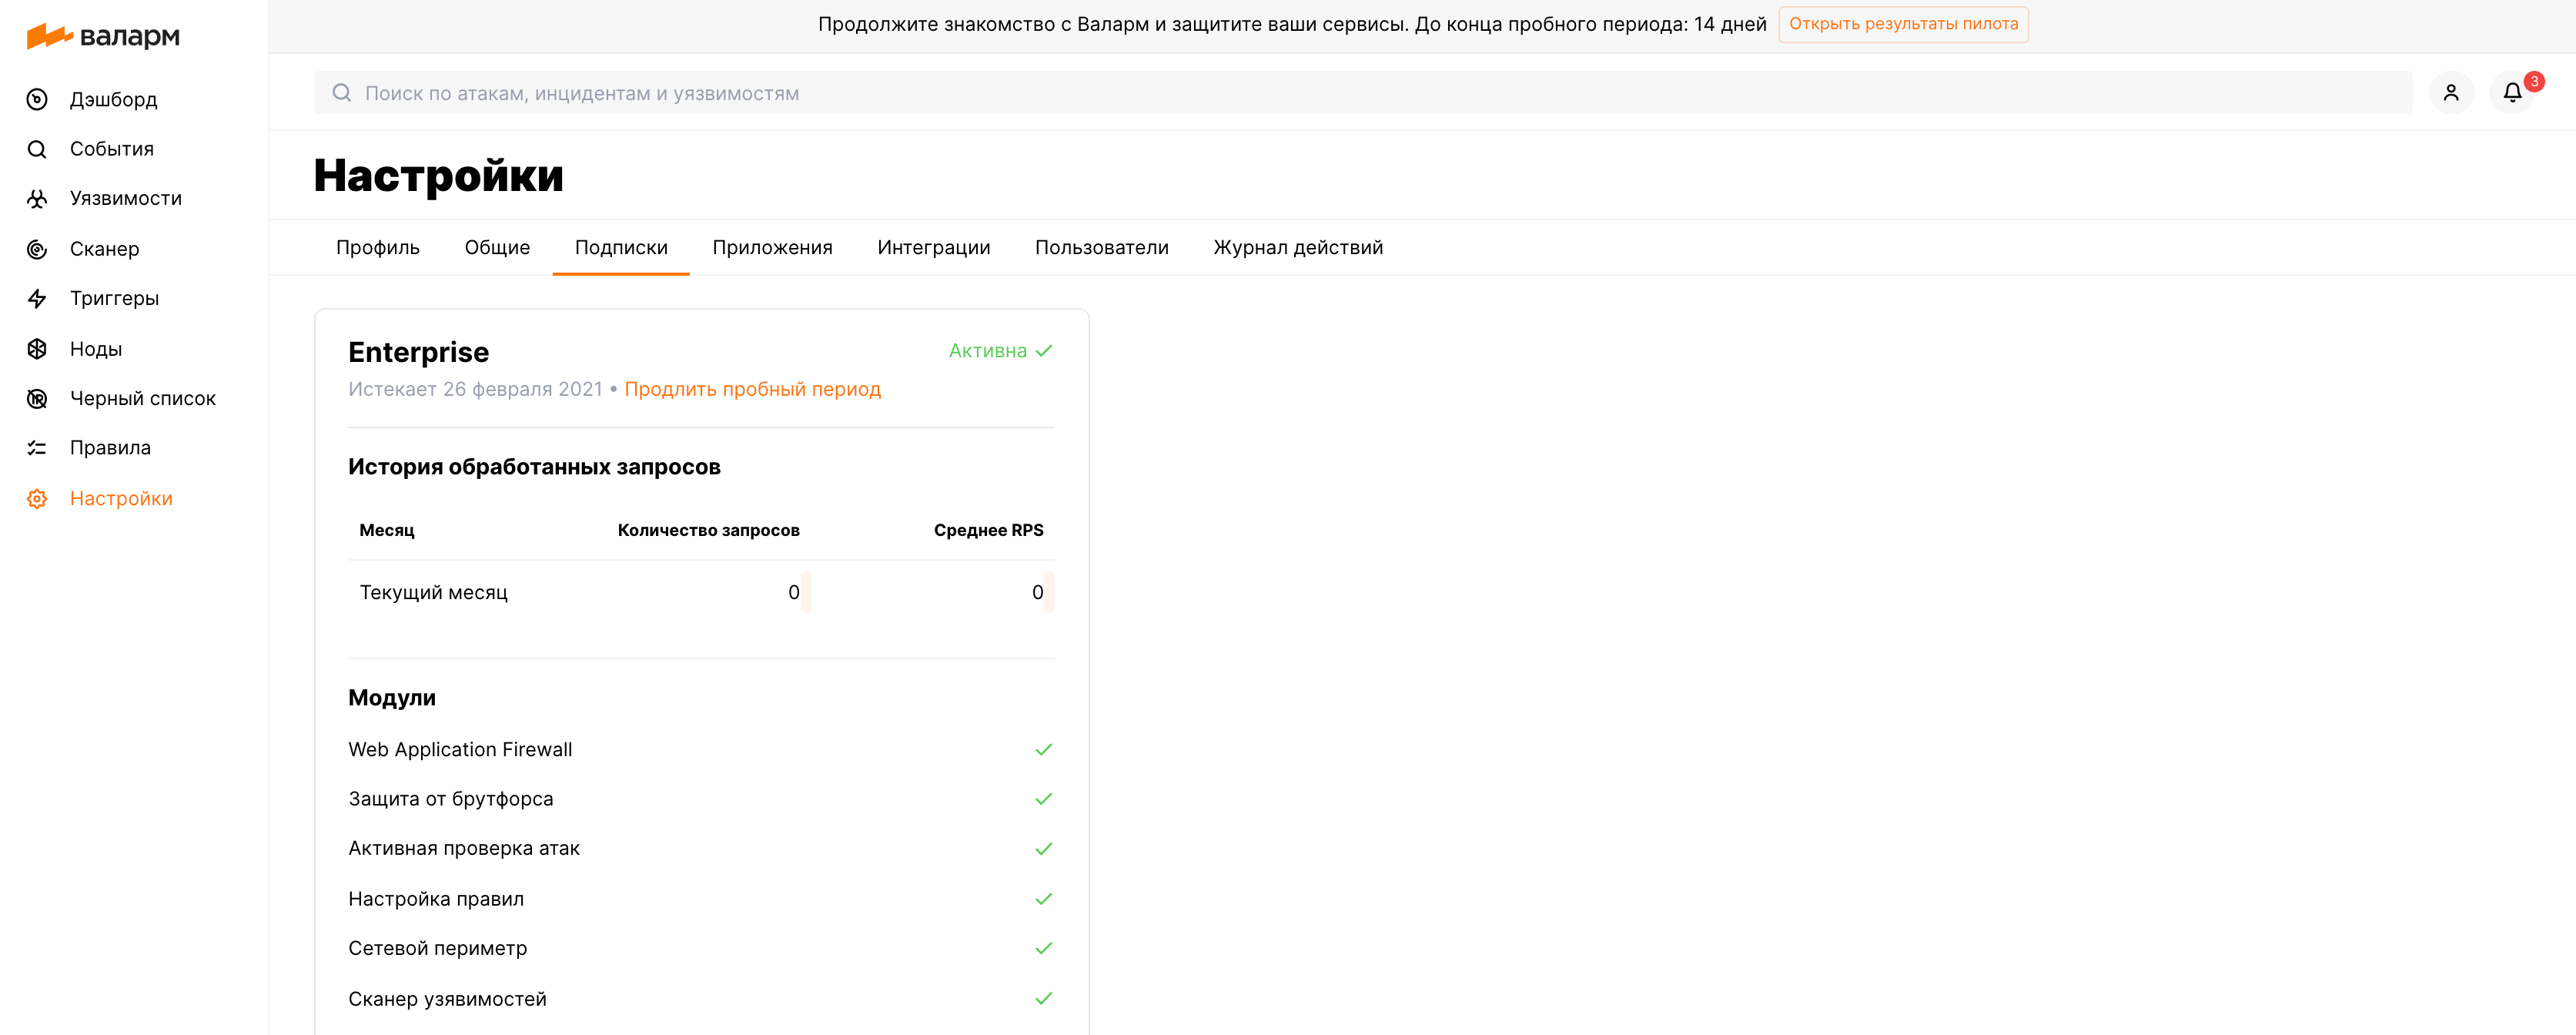 Продолжите знакомство с Валарм и защитите ваши сервисы. До конца пробного периода: 14 дней Открыть результаты пилота
валарм
Дэшборд
События
Уязвимости
Сканер
Триггеры
Ноды
Черный список
Правила
Настройки
Поиск по атакам, инцидентам и уязвимостям
3
Настройки
Профиль Общие Подписки Приложения Интеграции Пользователи Журнал действий
Enterprise Активна
Истекает 26 февраля 2021 • Продлить пробный период
История обработанных запросов
Месяц Количество запросов Среднее RPS
Текущий месяц 0 0
Модули
Web Application Firewall
Защита от брутфорса
Активная проверка атак
Настройка правил
Сетевой периметр
Сканер узявимостей